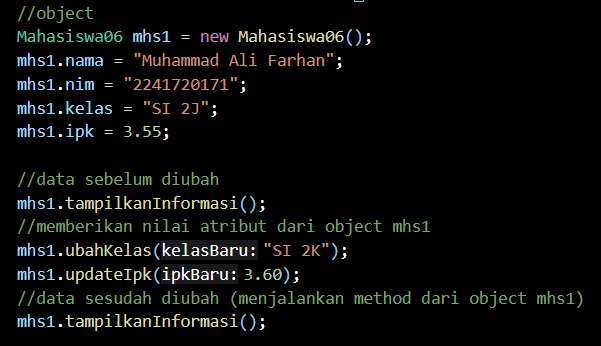 //object
Mahasiswa06 mhs1 = new Mahasiswa06();
mhs1.nama = "Muhammad Ali Farhan";
mhs1.nim = "2241720171";
mhs1.kelas = "SI 2J";
mhs1.ipk = 3.55;
//data sebelum diubah
mhs1.tampilkanInformasi();
//memberikan nilai atribut dari object mhs1
mhs1.ubahKelas(kelasBaru: "SI 2K");
mhs1.updateIpk(ipkBaru: 3.60);
//data sesudah diubah (menjalankan method dari object mhs1)
mhs1.tampilkanInformasi();